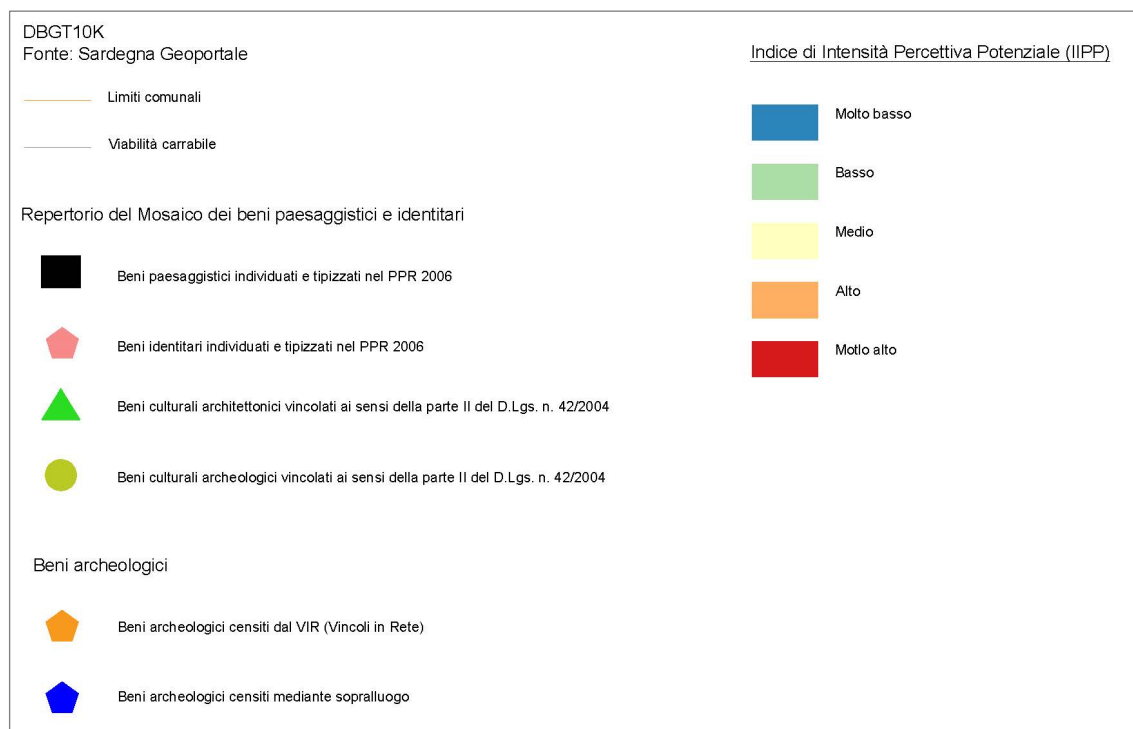 DBGT10K
Fonte: Sardegna Geoportale
Limiti comunali
Viabilità carrabile
Repertorio del Mosaico dei beni paesaggistici e identitari
Beni paesaggistici individuati e tipizzati nel PPR 2006
Beni identitari individuati e tipizzati nel PPR 2006
Beni culturali architettonici vincolati ai sensi della parte II del D.Lgs. n. 42/2004
Beni culturali archeologici vincolati ai sensi della parte II del D.Lgs. n. 42/2004
Beni archeologici
Beni archeologici censiti dal VIR (Vincoli in Rete)
Beni archeologici censiti mediante sopralluogo
Indice di Intensità Percettiva Potenziale (IIPP)
Molto basso
Basso
Medio
Alto
Motlo alto